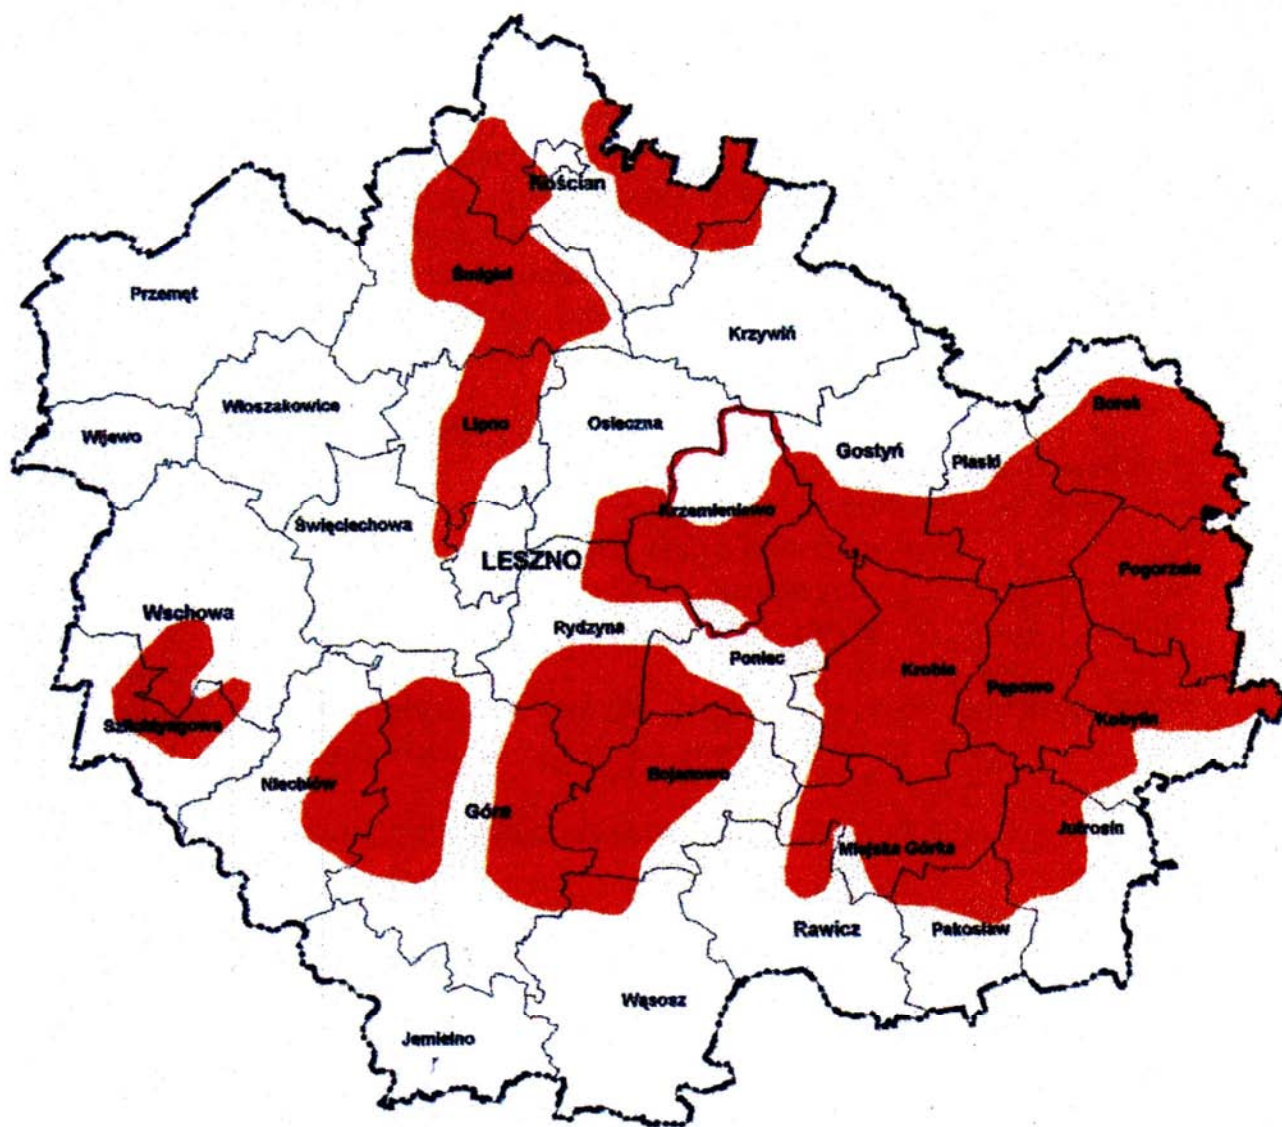 Kościan
Śmigiel
Przemęt
Krzywiń
Włoszakowice
Borek
Wijewo
Lipno
Osieczna
Gostyń
Piaski
Krzemieniewo
Święciechowa
LESZNO
Pogorzela
Wschowa
Rydzyna
Poniec
Krobia
Pępowo
Szlichtyngowa
Kobylin
Niechlów
Bojanowo
Góra
Jutrosin
Miejska Górka
Rawicz
Pakosław
Wąsosz
Jemielno